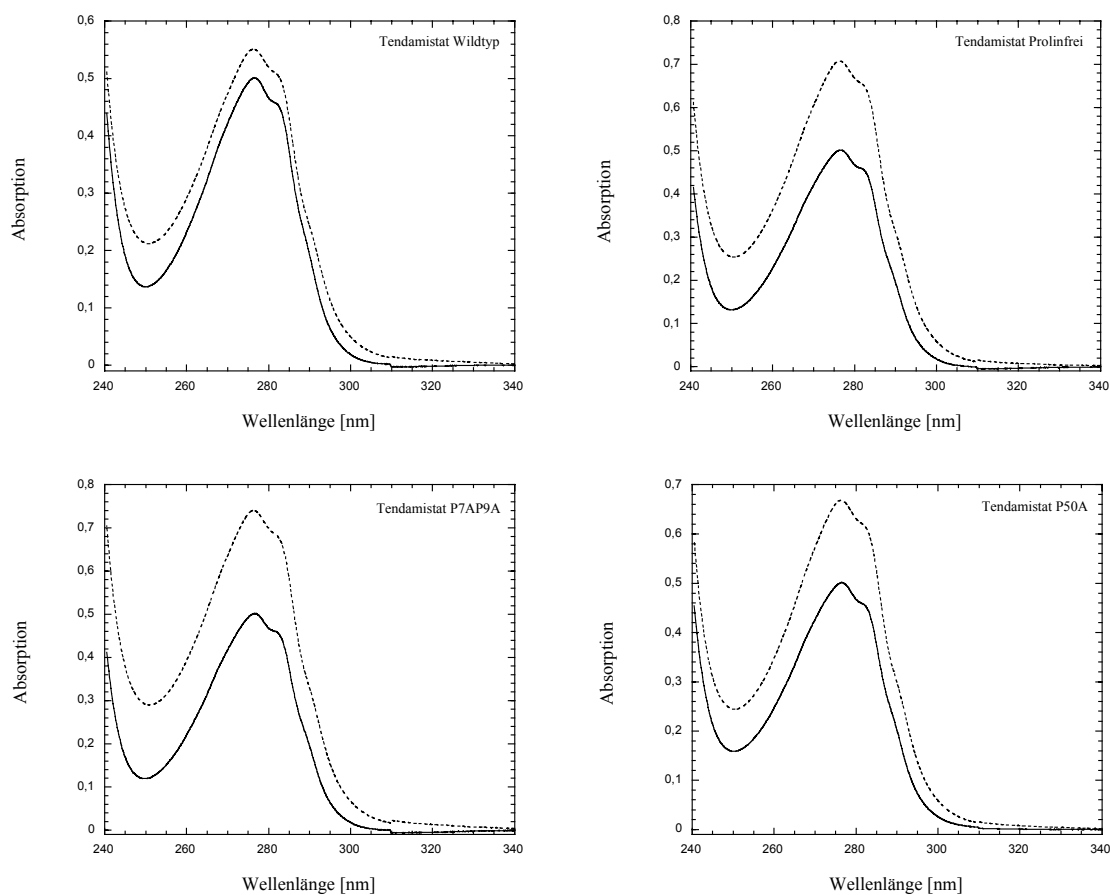 Tendamistat Wildtyp
0,6
0,5
0,4
0,3
0,2
0,1
0
Absorption
240 260 280 300 320 340
Wellenlänge [nm]
Tendamistat Prolinfrei
0,8
0,7
0,6
0,5
0,4
0,3
0,2
0,1
0
Absorption
240 260 280 300 320 340
Wellenlänge [nm]
Tendamistat P7AP9A
0,8
0,7
0,6
0,5
0,4
0,3
0,2
0,1
0
Absorption
240 260 280 300 320 340
Wellenlänge [nm]
Tendamistat P50A
0,7
0,6
0,5
0,4
0,3
0,2
0,1
0
Absorption
240 260 280 300 320 340
Wellenlänge [nm]